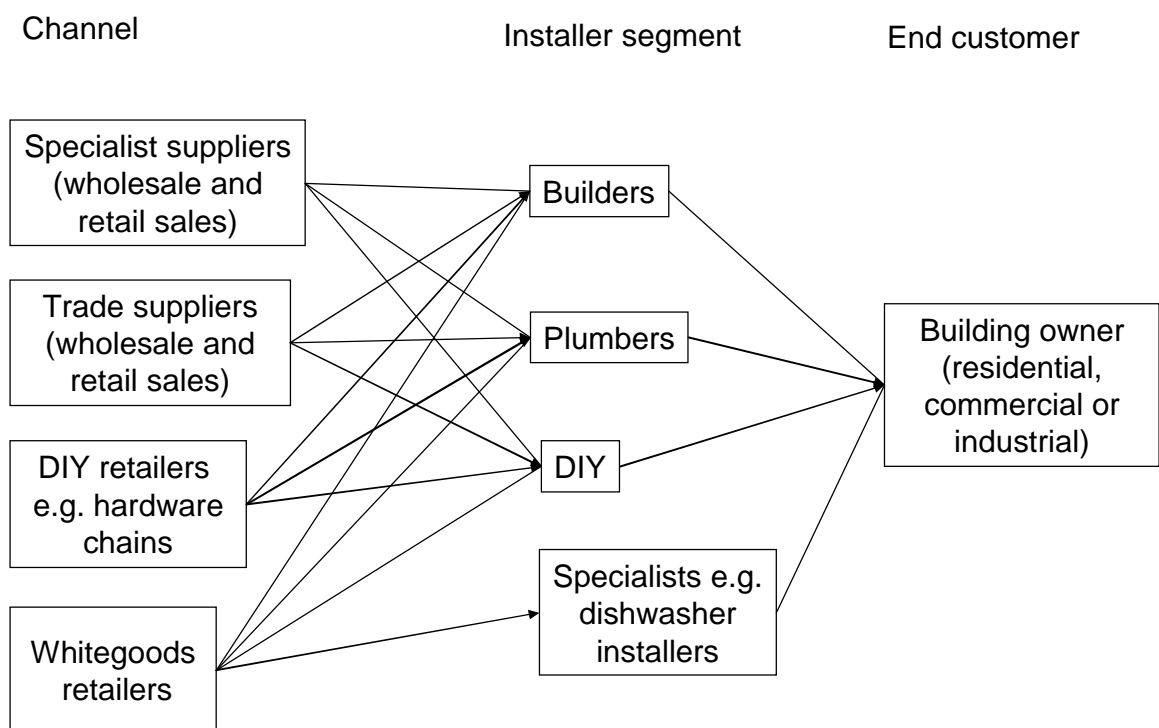 Channel
Installer segment
End customer
Specialist suppliers
(wholesale and
retail sales)
Trade suppliers
(wholesale and
retail sales)
DIY retailers
e.g. hardware
chains
Whitegoods
retailers
Builders
Plumbers
DIY
Specialists e.g.
dishwasher
installers
Building owner
(residential,
commercial or
industrial)